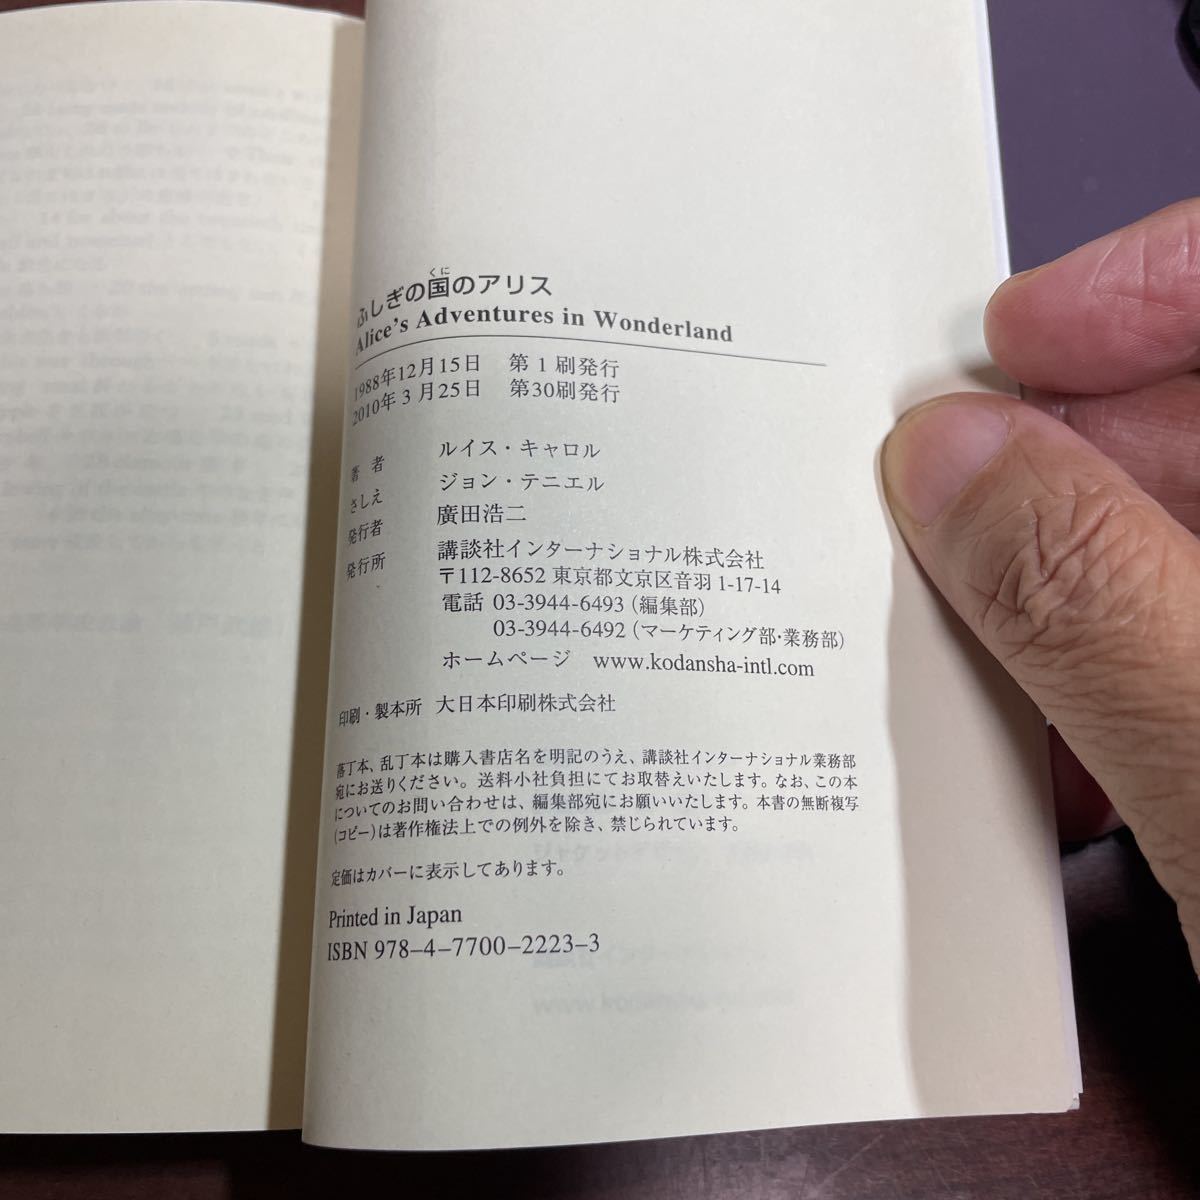 ふしぎの国のアリス
くに
Alice's Adventures in Wonderland
1988年12月15日 第1刷発行
2010年3月25日 第30刷発行
著者 ルイス・キャロル
さしえ ジョン・テニエル
発行者 廣田浩二
発行所 講談社インターナショナル株式会社
〒112-8652 東京都文京区音羽 1-17-14
電話 03-3944-6493(編集部)
03-3944-6492(マーケティング部・業務部)
ホームページ www.kodansha-intl.com
印刷・製本所 大日本印刷株式会社
落丁本、乱丁本は購入書店名を明記のうえ、講談社インターナショナル業務部
宛にお送りください。送料小社負担にてお取替えいたします。なお、この本
についてのお問い合わせは、編集部宛にお願いいたします。本書の無断複写
(コピー)は著作権法上での例外を除き、禁じられています。
定価はカバーに表示してあります。
Printed in Japan
ISBN 978-4-7700-2223-3